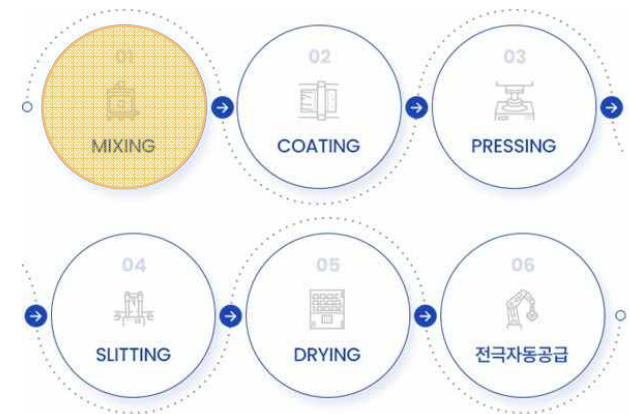 01
MIXING
02
COATING
03
PRESSING
04
SLITTING
05
DRYING
06
전극자동공급